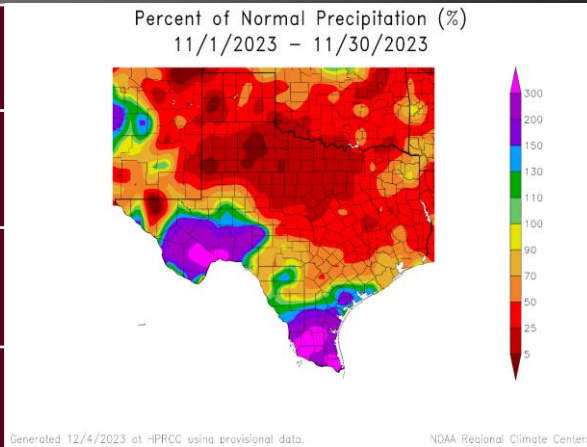 Percent of Normal Precipitation (%)
11/1/2023 – 11/30/2023
300
200
150
130
110
100
90
70
50
25
5
Generated 12/4/2023 at HPRCC using provisional data.
NOAA Regional Climate Centers